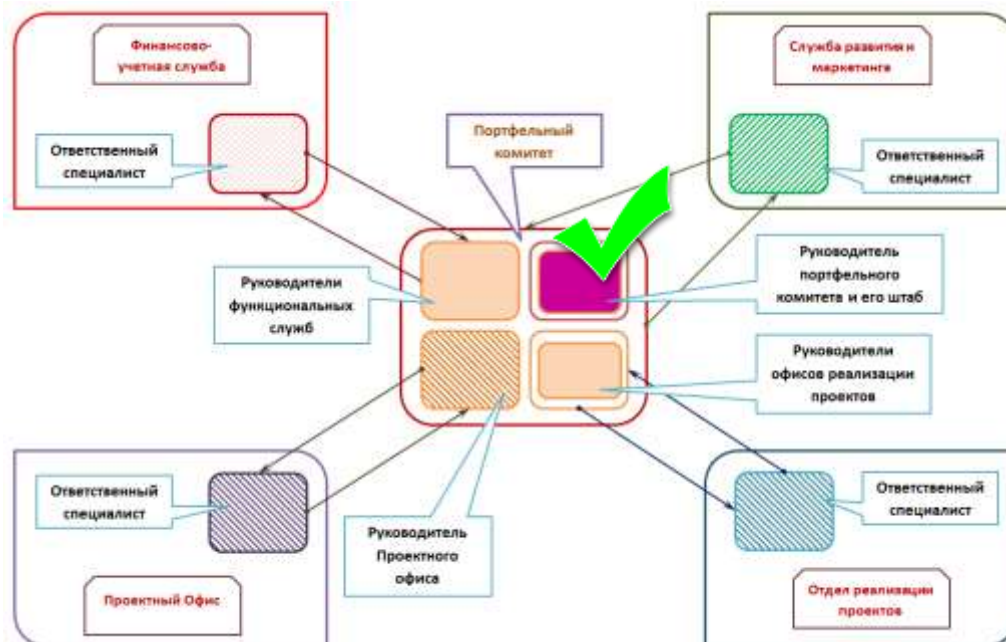 Финансово-
учетная служба
Служба развития и
маркетинга
Портфельный
комитет
Ответственный
специалист
Ответственный
специалист
Руководители
функциональных
служб
Руководитель
портфельного
комитета и его штаб
Руководители
офисов реализации
проектов
Ответственный
специалист
Руководитель
Проектного
офиса
Ответственный
специалист
Проектный Офис
Отдел реализации
проектов